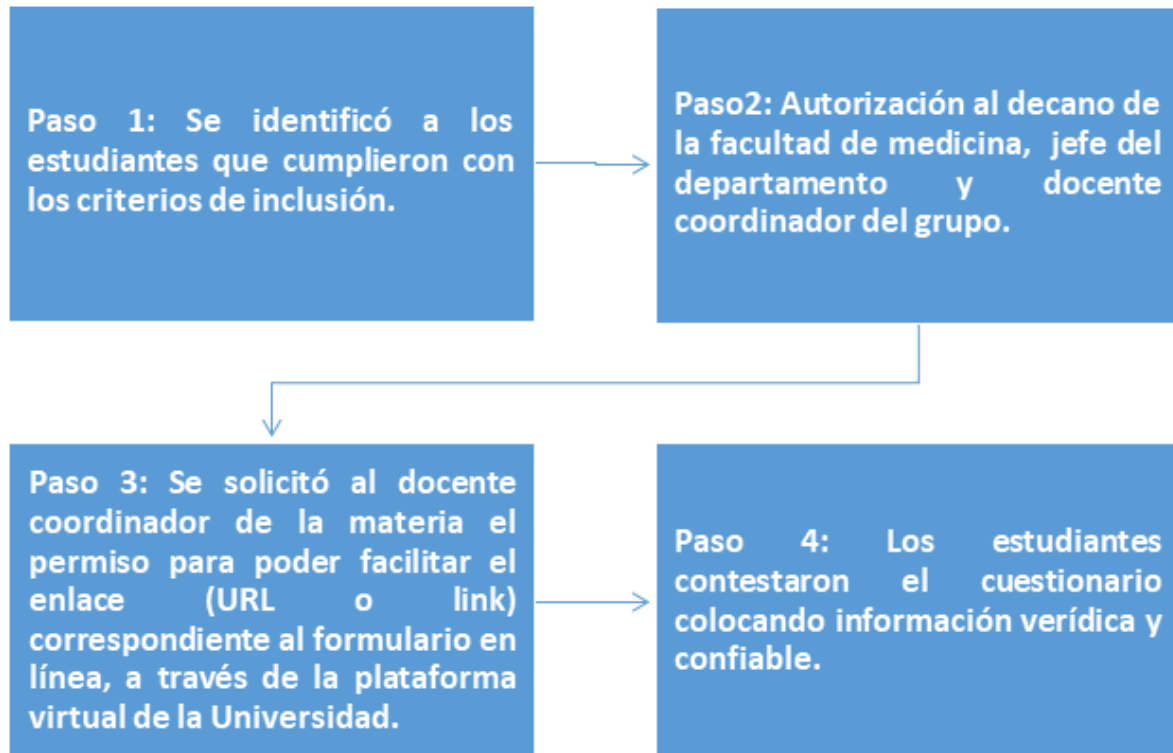 Paso 1: Se identificó a los
estudiantes que cumplieron con
los criterios de inclusión.
Paso2: Autorización al decano de
la facultad de medicina, jefe del
departamento y docente
coordinador del grupo.
Paso 3: Se solicitó al docente
coordinador de la materia el
permiso para poder facilitar el
enlace (URL o link)
correspondiente al formulario en
línea, a través de la plataforma
virtual de la Universidad.
Paso 4: Los estudiantes
contestaron el cuestionario
colocando información verídica y
confiable.